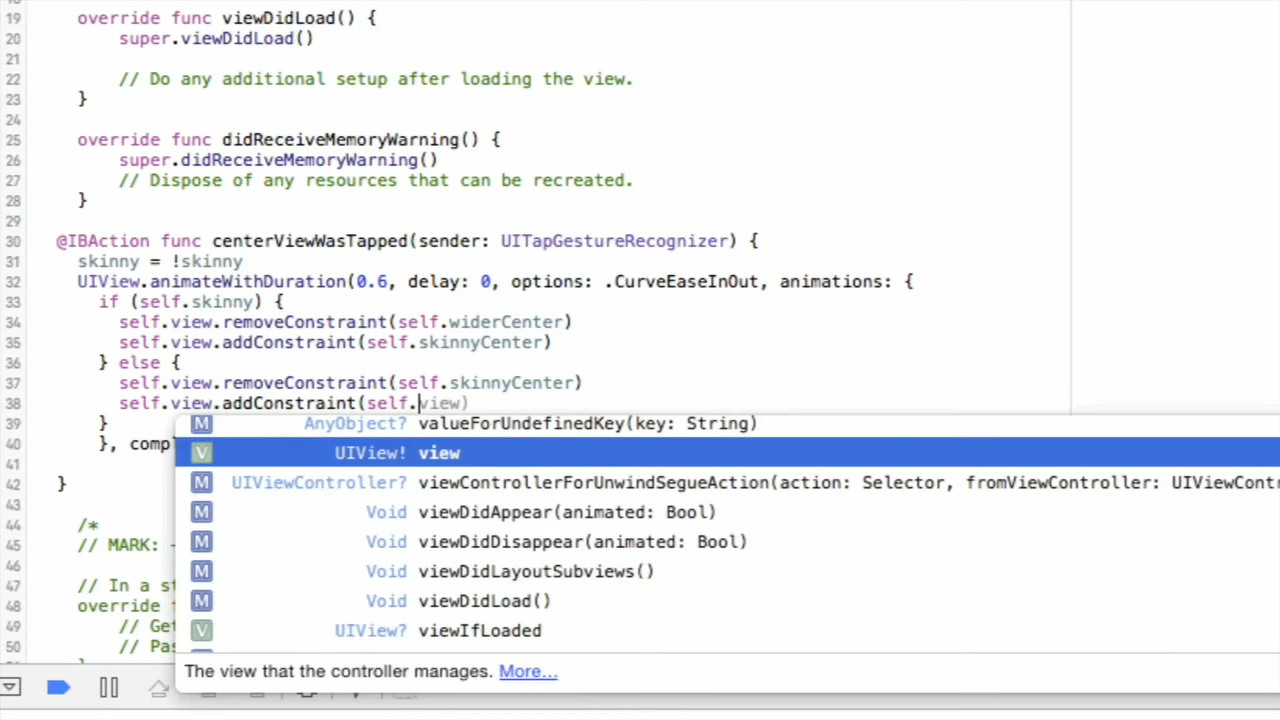 19 override func viewDidLoad() {
20 super.viewDidLoad()
21
22 // Do any additional setup after loading the view.
23 }
24
25 override func didReceiveMemoryWarning() {
26 super.didReceiveMemoryWarning()
27 // Dispose of any resources that can be recreated.
28 }
29
30 @IBAction func centerViewWasTapped(sender: UITapGestureRecognizer) {
31 skinny = !skinny
32 UIView.animateWithDuration(0.6, delay: 0, options: .CurveEaseInOut, animations: {
33 if (self.skinny) {
34 self.view.removeConstraint(self.widerCenter)
35 self.view.addConstraint(self.skinnyCenter)
36 } else {
37 self.view.removeConstraint(self.skinnyCenter)
38 self.view.addConstraint(self.view)
39 }
40 }, comp
41
42 }
43
44 /*
45 // MARK: -
46
47 // In a st
48 override f
49 // Get
50 // Pas
M AnyObject? valueForUndefinedKey(key: String)
V UIView! view
M UIViewController? viewControllerForUnwindSegueAction(action: Selector, fromViewController: UIViewContr
M Void viewDidAppear(animated: Bool)
M Void viewDidDisappear(animated: Bool)
M Void viewDidLayoutSubviews()
M Void viewDidLoad()
V UIView? viewIfLoaded
The view that the controller manages. More...